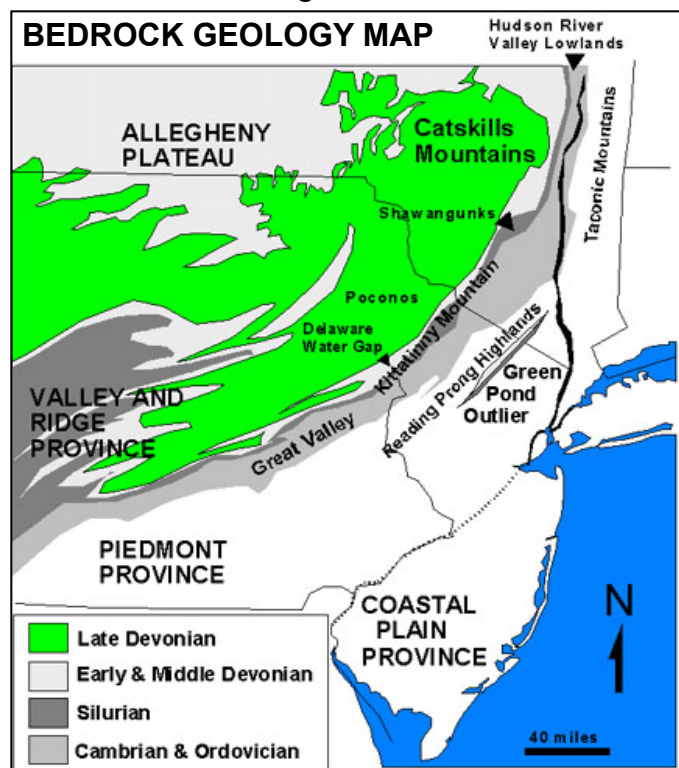 BEDROCK GEOLOGY MAP
Hudson River
Valley Lowlands
ALLEGHENY
PLATEAU
Catskills
Mountains
Taconic Mountains
Shawangunks
Poconos
Delaware
Water Gap
Kittatinny Mountain
Reading Prong Highlands
Green
Pond
Outlier
VALLEY AND
RIDGE
PROVINCE
Great Valley
PIEDMONT
PROVINCE
COASTAL
PLAIN
PROVINCE
N
40 miles
Late Devonian
Early & Middle Devonian
Silurian
Cambrian & Ordovician